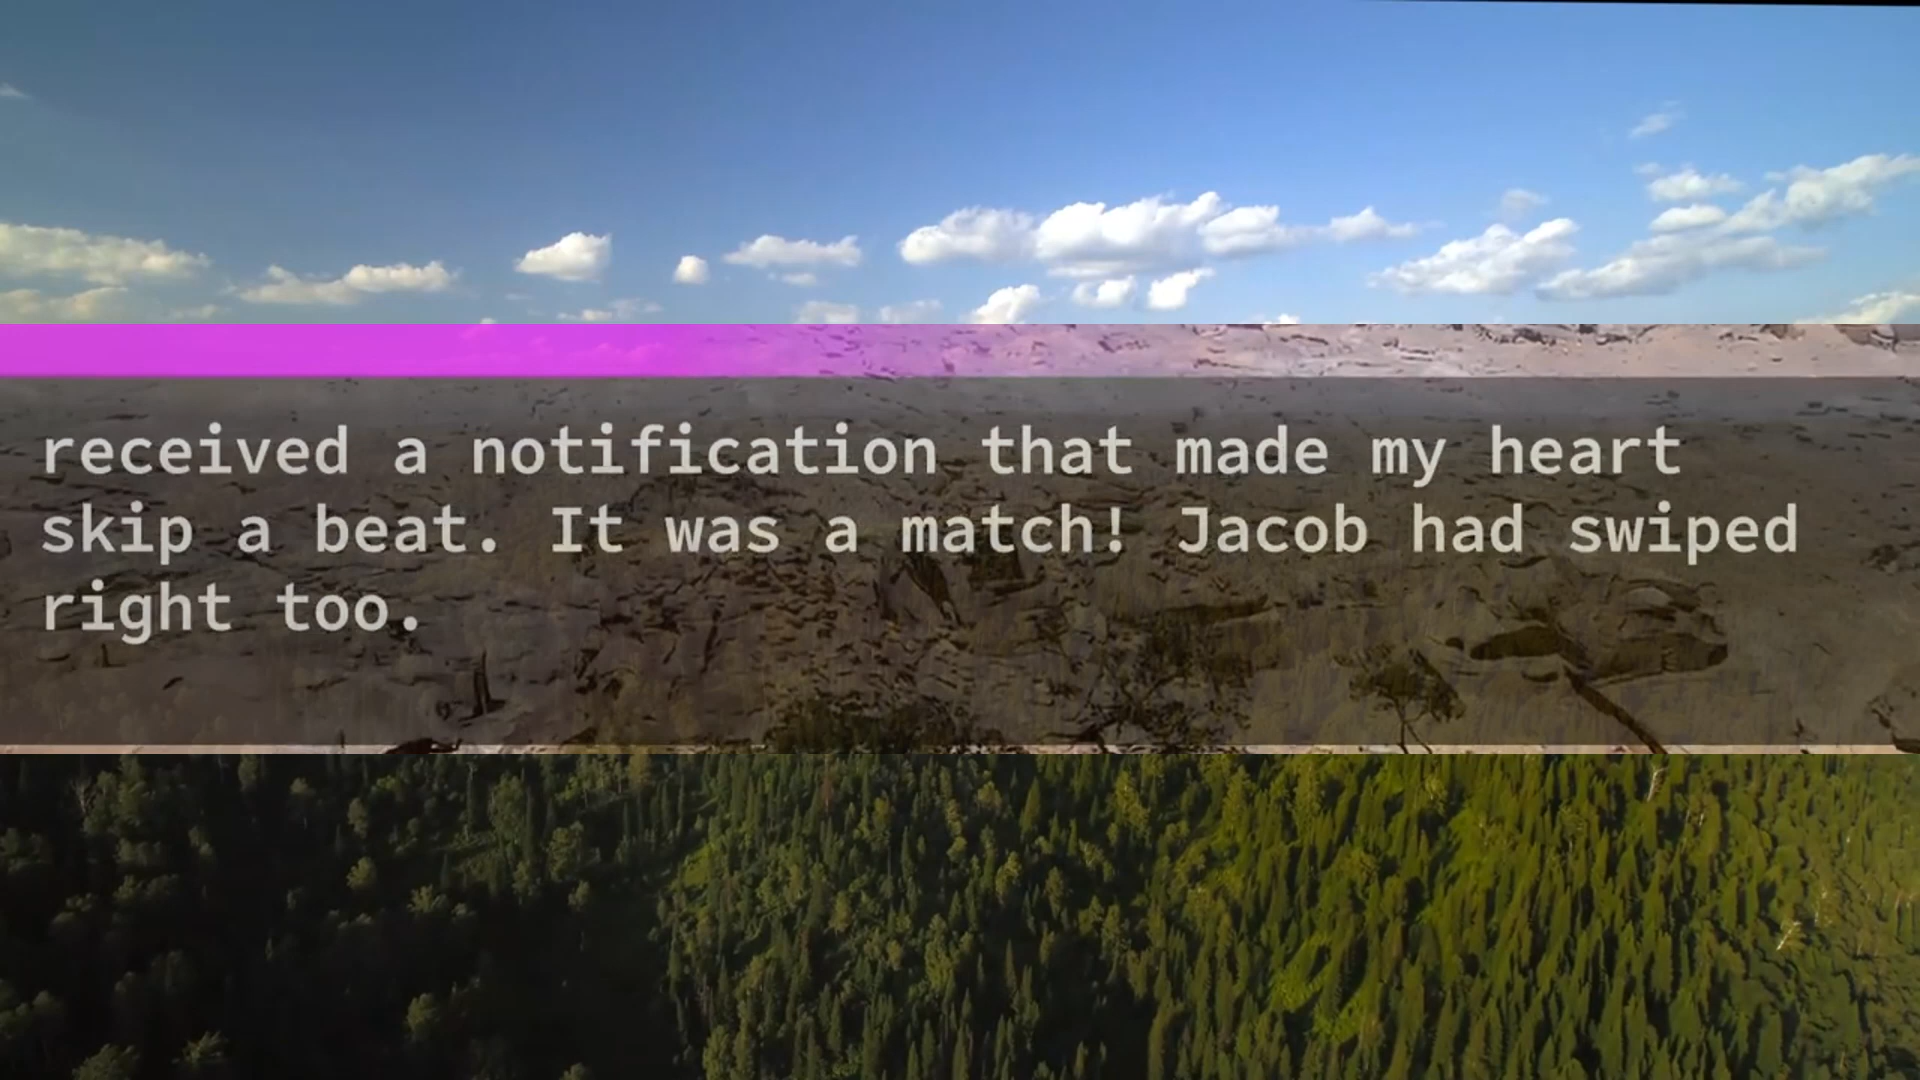 received a notification that made my heart
skip a beat. It was a match! Jacob had swiped
right too.